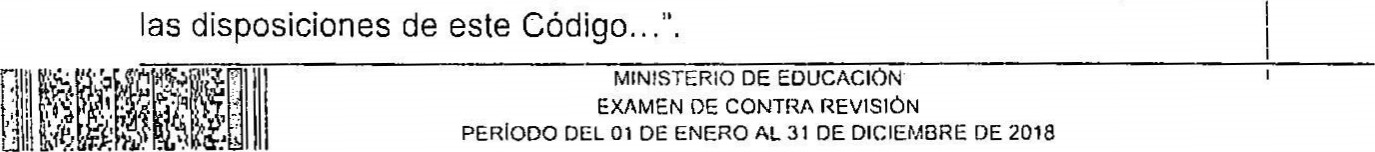 las disposiciones de este Código...".
MINISTERIO DE EDUCACIÓN
EXAMEN DE CONTRA REVISIÓN
PERÍODO DEL 01 DE ENERO AL 31 DE DICIEMBRE DE 2018